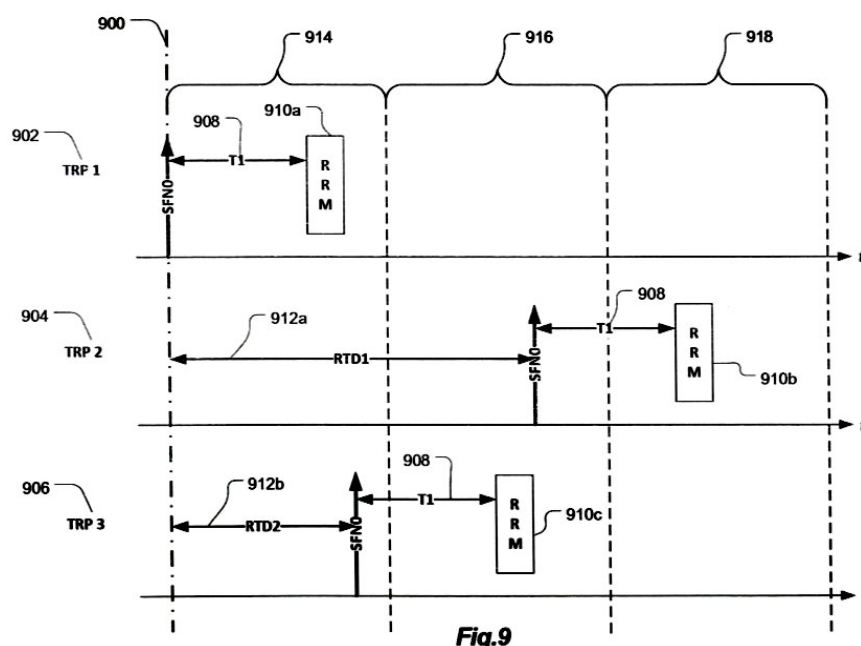 900
914
916
918
902
TRP 1
SFN0
908
T1
910a
R
R
M
t
904
TRP 2
912a
RTD1
SFN0
908
T1
R
R
M
910b
906
TRP 3
912b
RTD2
SFN0
908
T1
R
R
M
910c
Fig.9